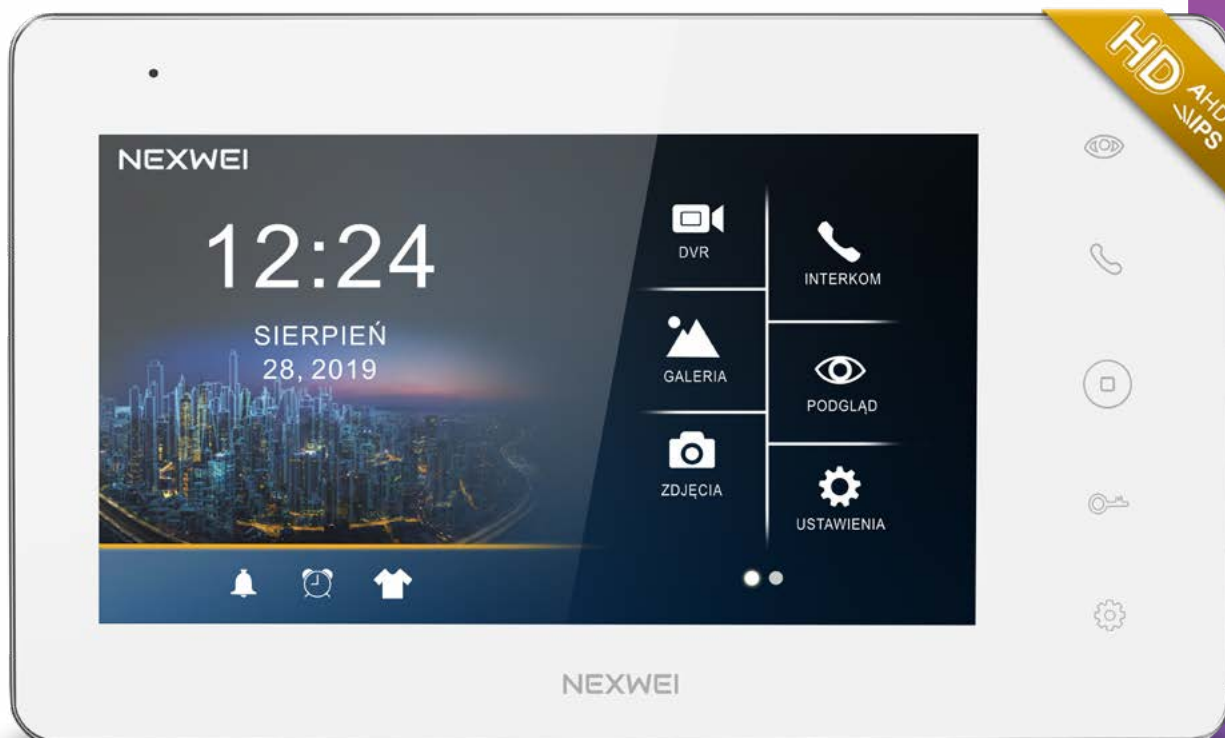 HD
AHD
IPS
NEXWEI
12:24
SIERPIEŃ
28, 2019
DVR
INTERKOM
GALERIA
PODGLĄD
ZDJĘCIA
USTAWIENIA
NEXWEI